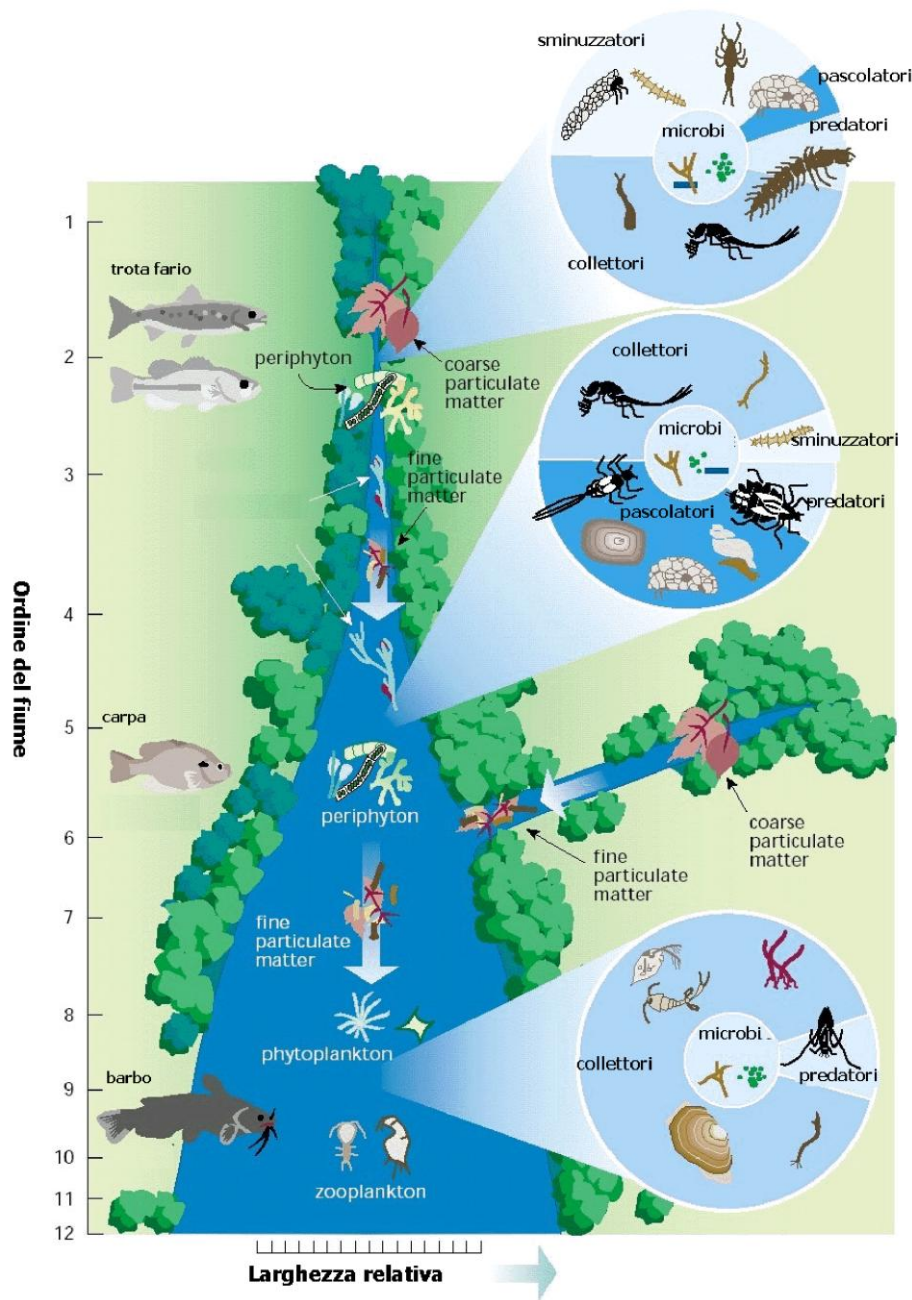 sminuzzatori
pascolatori
microbi
predatori
collettori
1
trota fario
2
periphyton
coarse
particulate
matter
collettori
microbi
sminuzzatori
3
fine
particulate
matter
pascolatori
predatori
Ordine del fiume
4
carpa
5
periphyton
6
coarse
particulate
matter
fine
particulate
matter
7
fine
particulate
matter
8
phytoplankton
microbi
collettori
predatori
barbo
9
10
zooplankton
11
12
Larghezza relativa